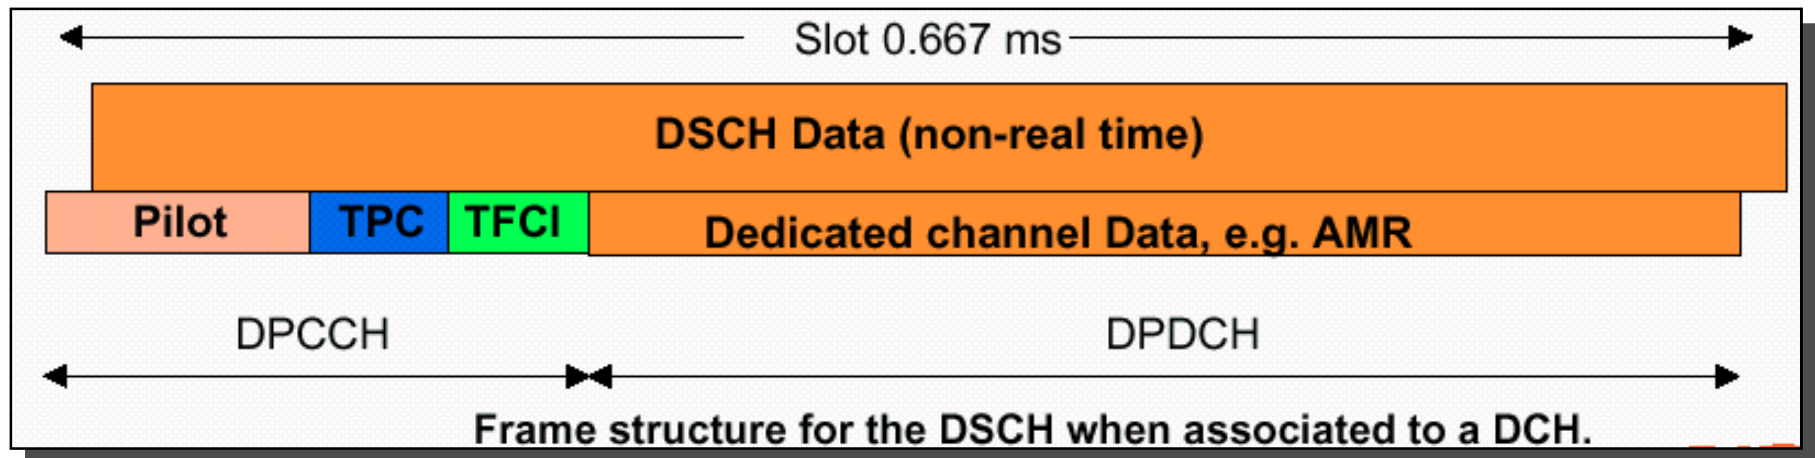 Slot 0.667 ms
DSCH Data (non-real time)
Pilot TPC TFCI Dedicated channel Data, e.g. AMR
DPCCH DPDCH
Frame structure for the DSCH when associated to a DCH.